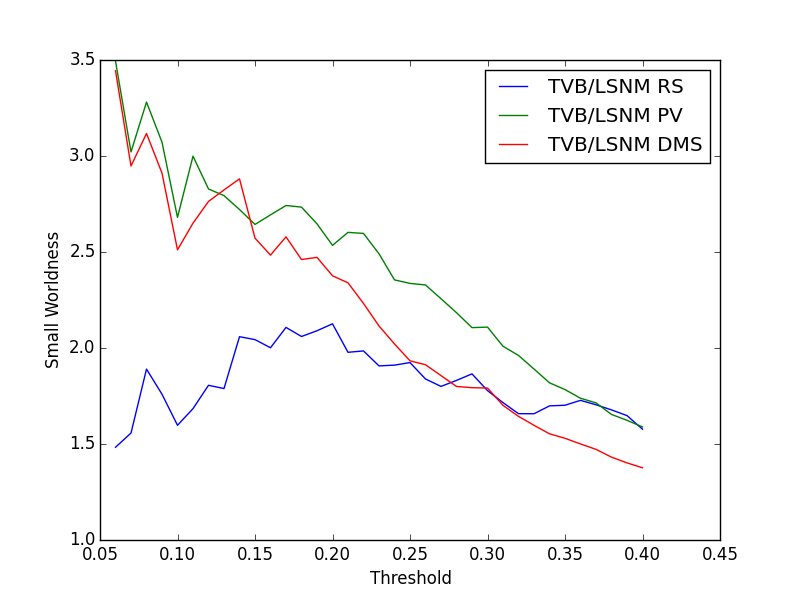 3.5
3.0
2.5
2.0
1.5
1.0
Small Worldness
TVB/LSNM RS
TVB/LSNM PV
TVB/LSNM DMS
0.05 0.10 0.15 0.20 0.25 0.30 0.35 0.40 0.45
Threshold